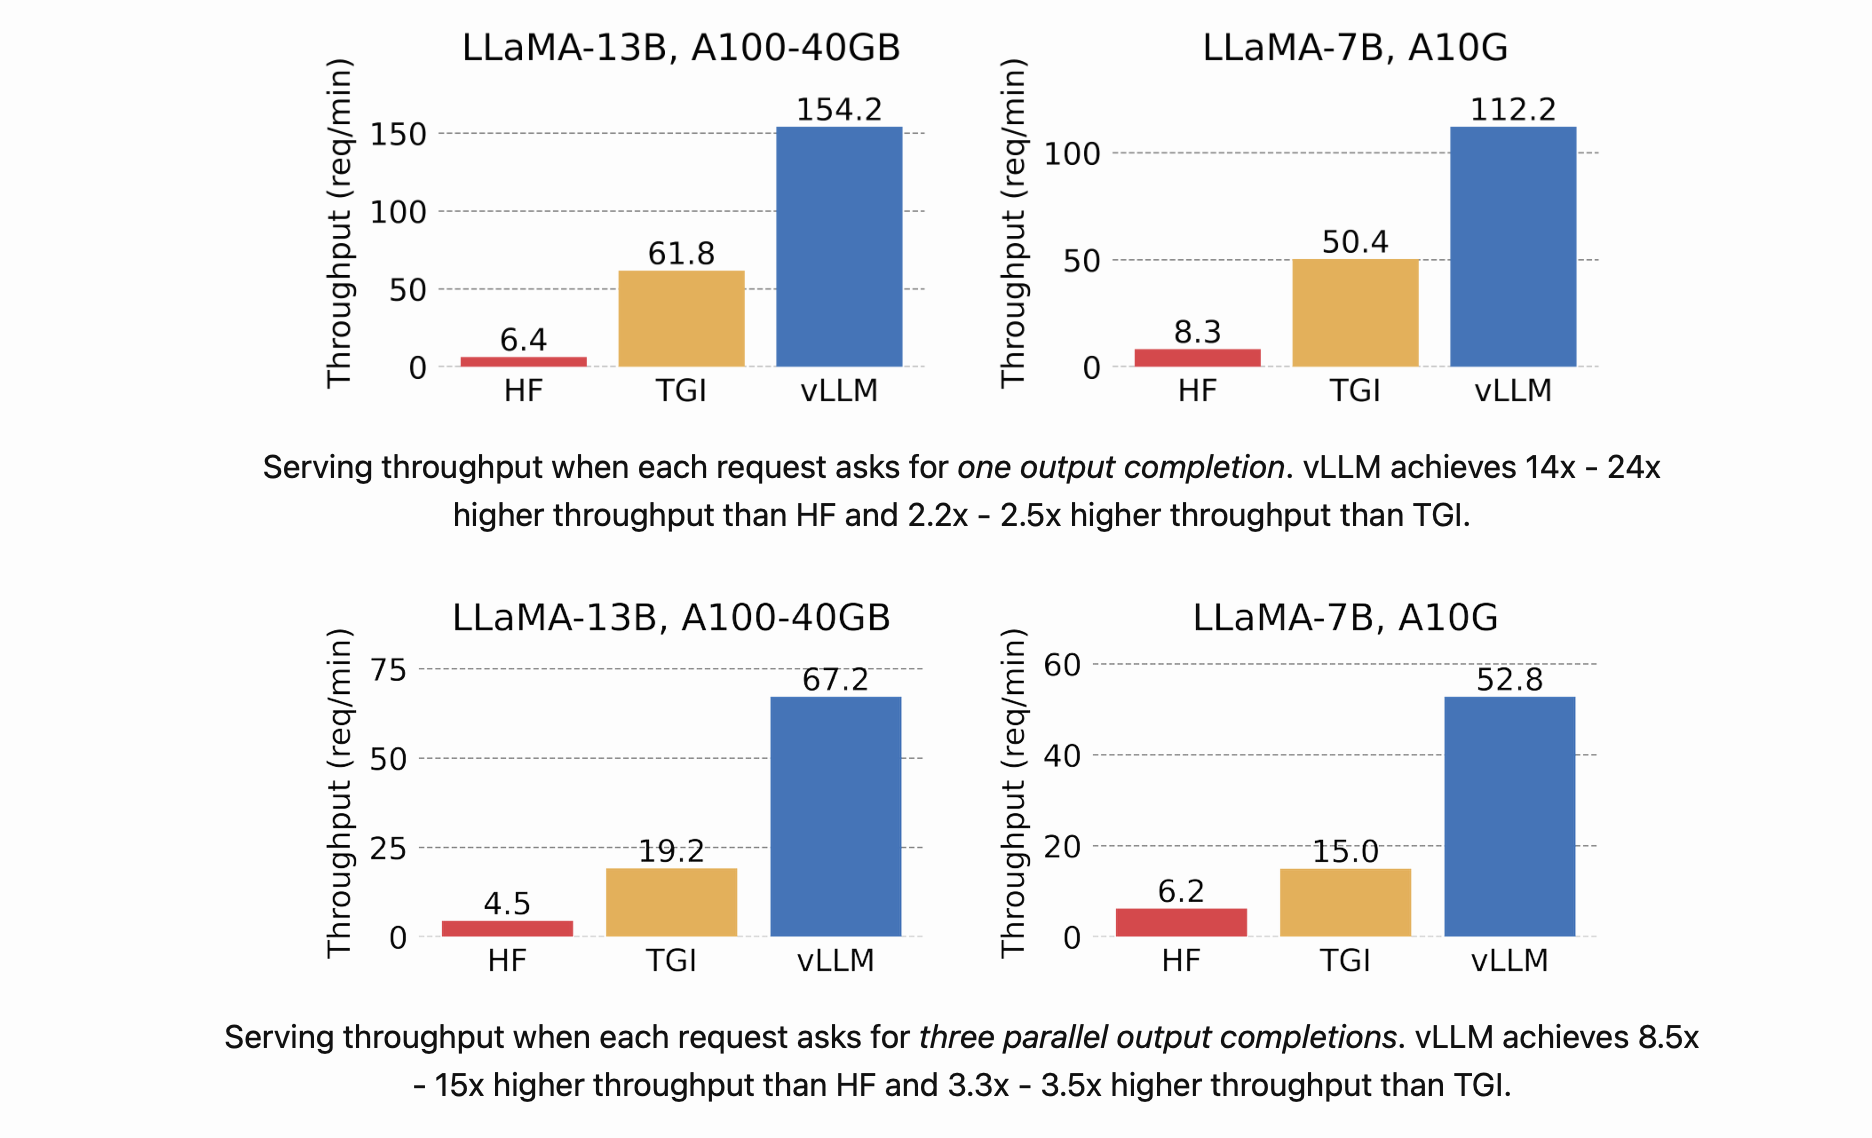 LLaMA-13B, A100-40GB
Throughput (req/min)
150
100
50
0
6.4
61.8
154.2
HF
TGI
vLLM
LLaMA-7B, A10G
Throughput (req/min)
100
50
0
8.3
50.4
112.2
HF
TGI
vLLM
Serving throughput when each request asks for one output completion. vLLM achieves 14x - 24x
higher throughput than HF and 2.2x - 2.5x higher throughput than TGI.
LLaMA-13B, A100-40GB
Throughput (req/min)
75
50
25
0
4.5
19.2
67.2
HF
TGI
vLLM
LLaMA-7B, A10G
Throughput (req/min)
60
40
20
0
6.2
15.0
52.8
HF
TGI
vLLM
Serving throughput when each request asks for three parallel output completions. vLLM achieves 8.5x
- 15x higher throughput than HF and 3.3x - 3.5x higher throughput than TGI.